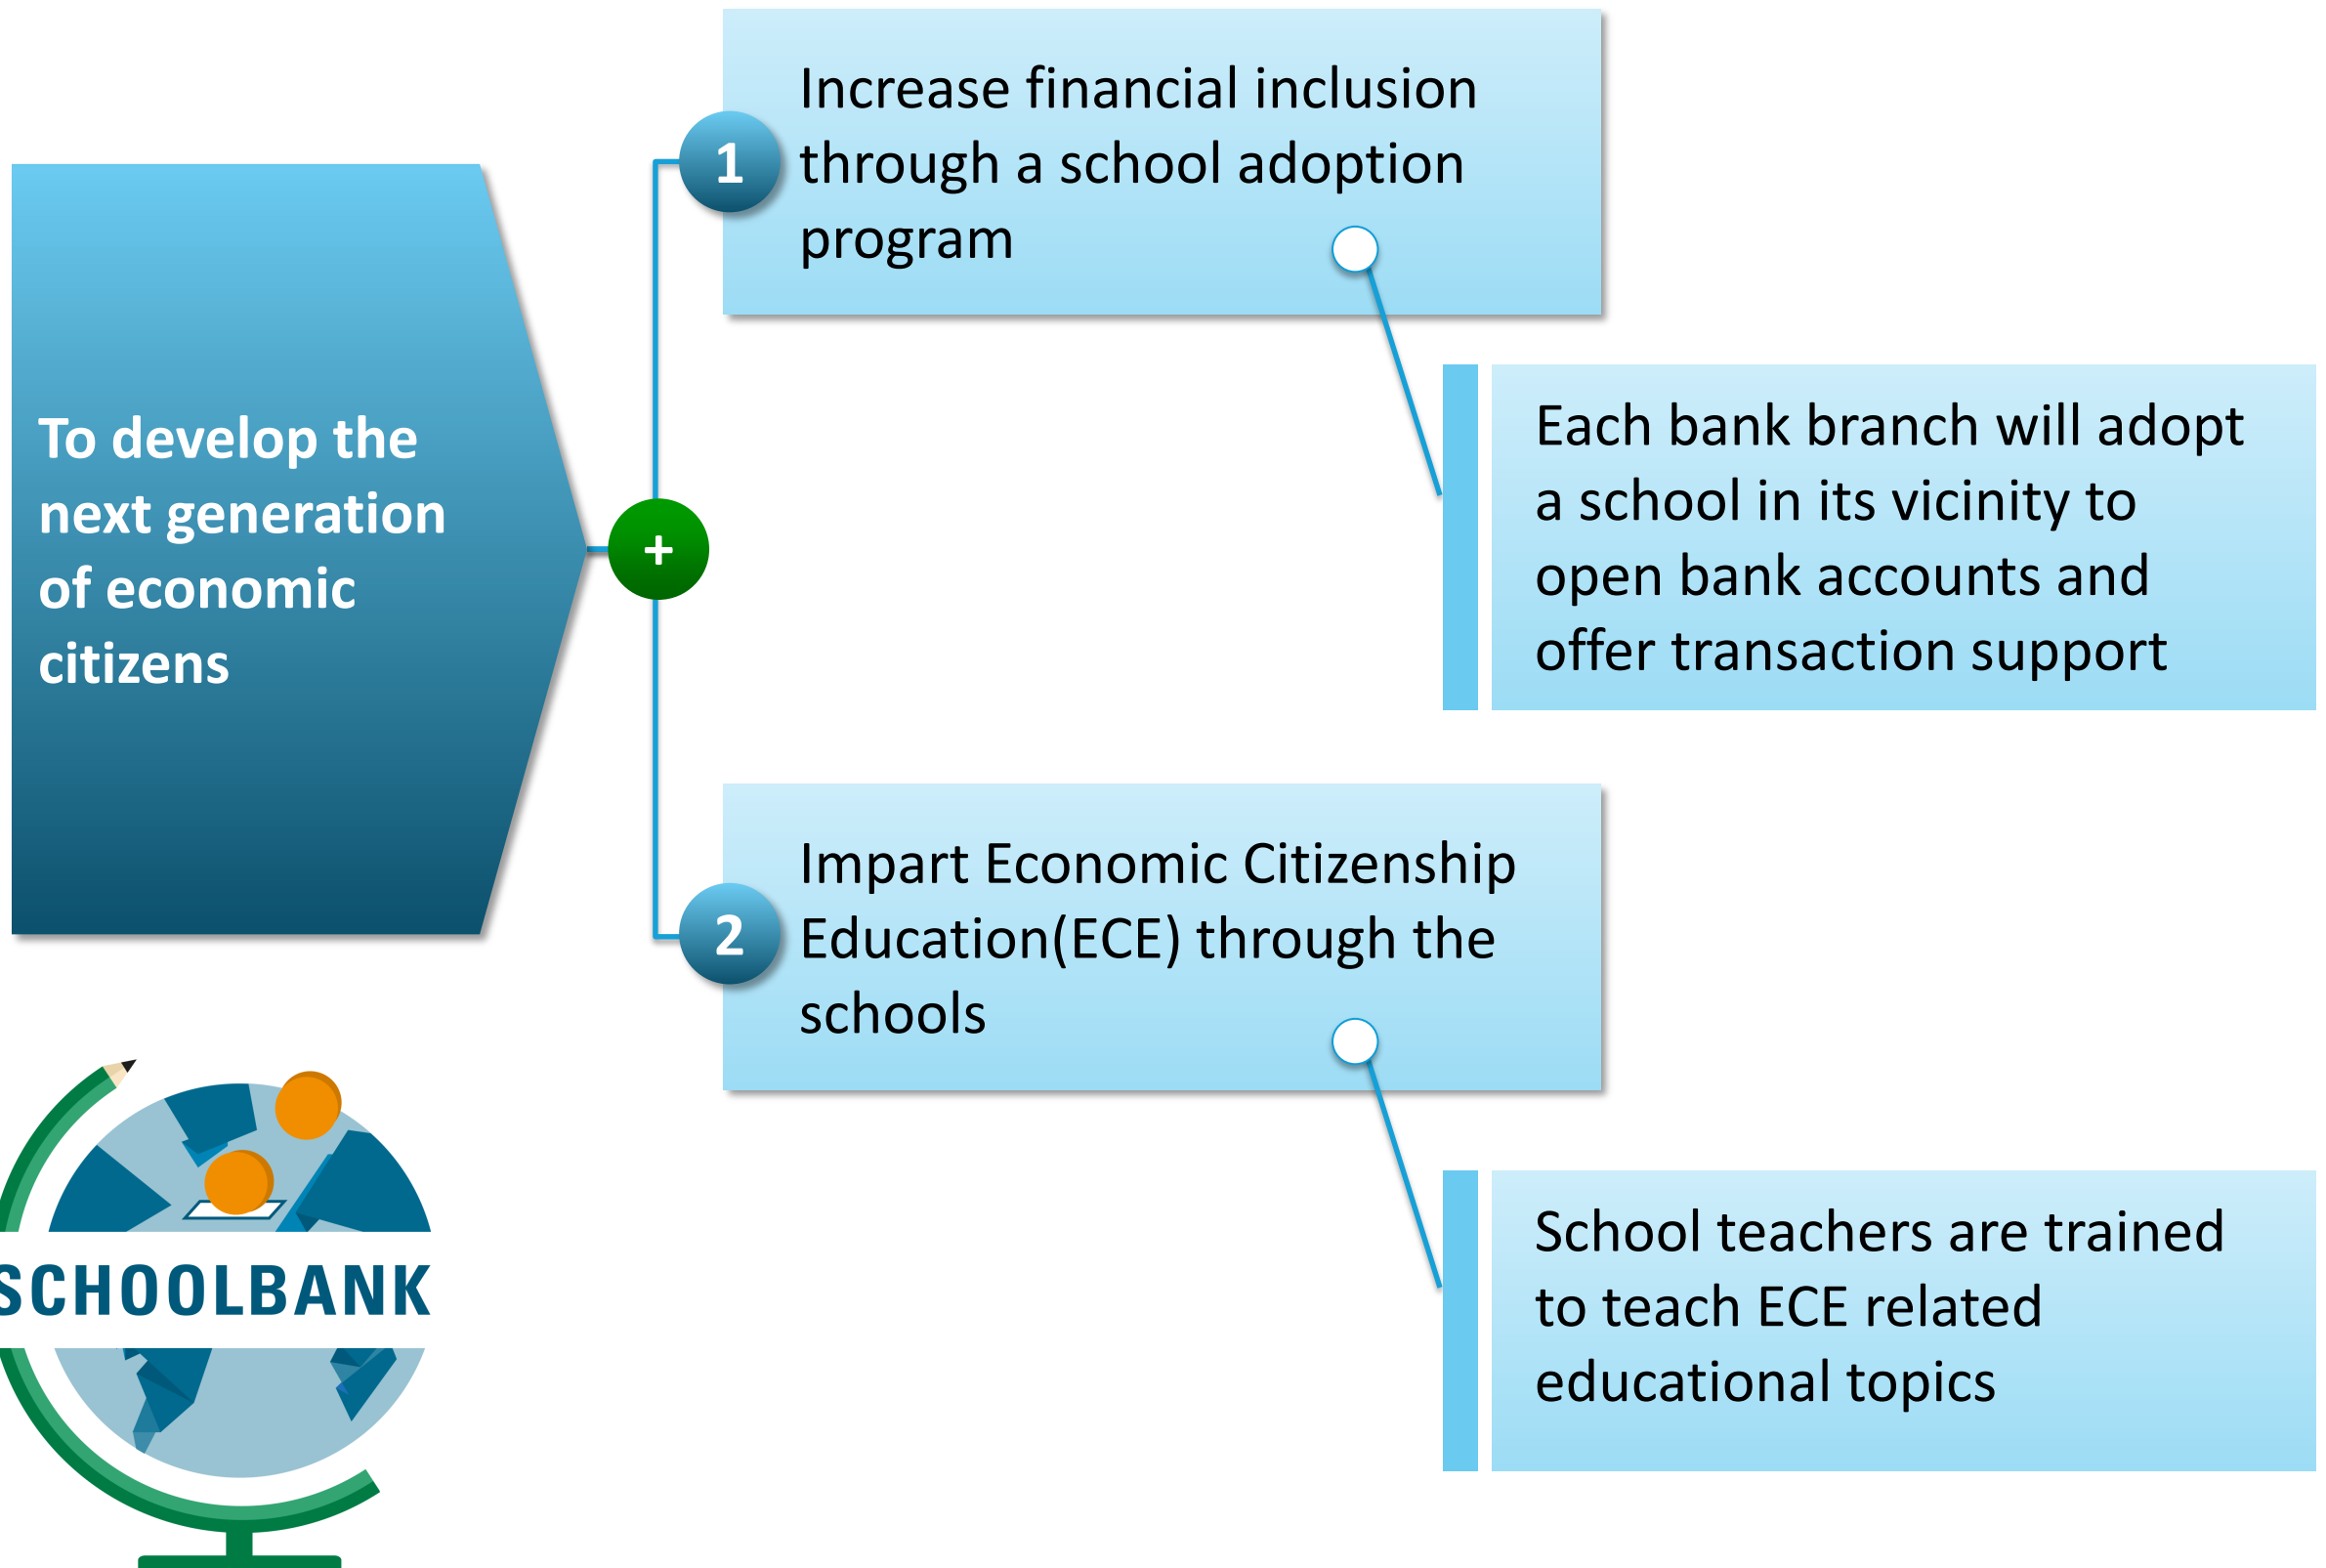 To develop the
next generation
of economic
citizens
+
1
Increase financial inclusion
through a school adoption
program
Each bank branch will adopt
a school in its vicinity to
open bank accounts and
offer transaction support
2
Impart Economic Citizenship
Education(ECE) through the
schools
School teachers are trained
to teach ECE related
educational topics
SCHOOLBANK